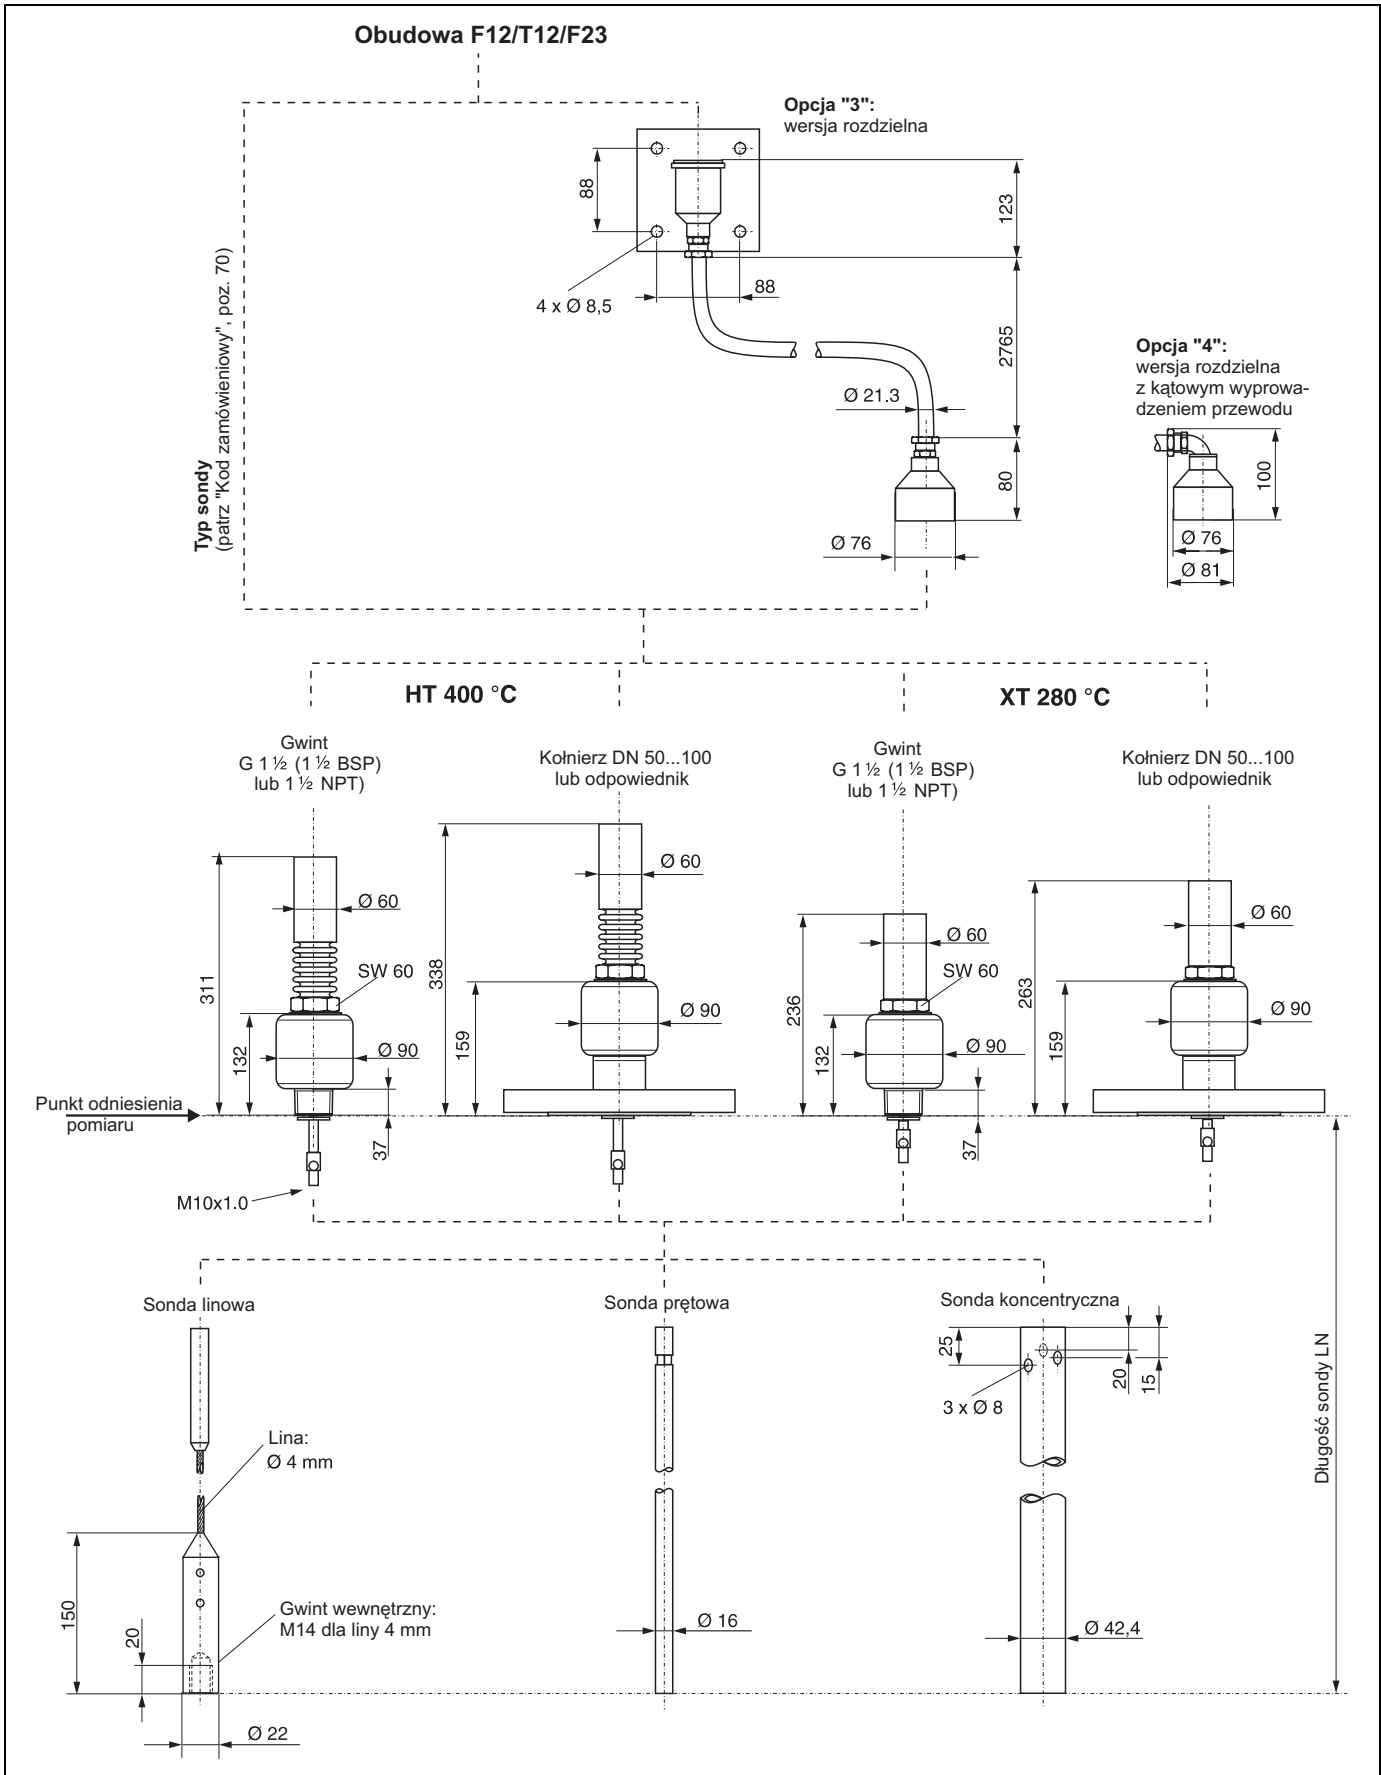 Obudowa F12/T12/F23
Opcja "3":
wersja rozdzielna
88
123
4 x Ø 8,5
88
2765
Typ sondy
(patrz "Kod zamówieniowy", poz. 70)
Opcja "4":
wersja rozdzielna
z kątowym wyprowa-
dzeniem przewodu
Ø 21.3
80
100
Ø 76
Ø 76
Ø 81
HT 400 °C
XT 280 °C
Gwint
G 1½ (1½ BSP)
lub 1½ NPT)
Kołnierz DN 50...100
lub odpowiednik
Gwint
G 1½ (1½ BSP)
lub 1½ NPT)
Kołnierz DN 50...100
lub odpowiednik
311
Ø 60
SW 60
132
Ø 90
37
338
Ø 60
159
Ø 90
236
Ø 60
SW 60
132
Ø 90
37
263
Ø 60
159
Ø 90
Punkt odniesienia
pomiaru
M10x1.0
Sonda linowa
Sonda prętowa
Sonda koncentryczna
25
20
15
3 x Ø 8
Długość sondy LN
Lina:
Ø 4 mm
150
20
Gwint wewnętrzny:
M14 dla liny 4 mm
Ø 16
Ø 42,4
Ø 22